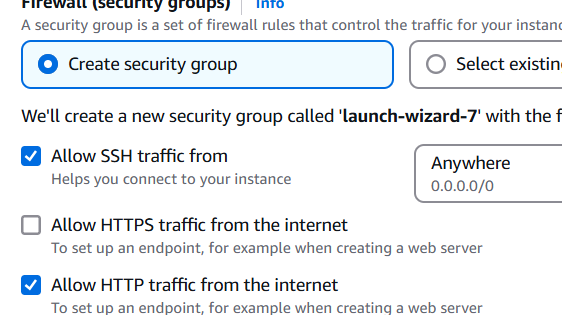 Firewall (security groups) Info
A security group is a set of firewall rules that control the traffic for your
Create security group
Select
We'll create a new security group called 'launch-wizard-7' with the
Allow SSH traffic from
Anywhere
Helps you connect to your instance
0.0.0.0/0
Allow HTTPS traffic from the internet
To set up an endpoint, for example when creating a web server
Allow HTTP traffic from the internet
To set up an endpoint, for example when creating a web server